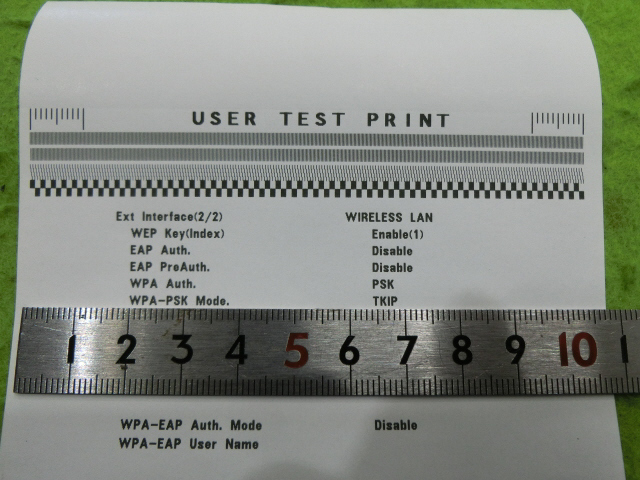 USER TEST PRINT
Ext Interface(2/2) WIRELESS LAN
WEP Key(Index) Enable(1)
EAP Auth. Disable
EAP PreAuth. Disable
WPA Auth. PSK
WPA-PSK Mode. TKIP
1 2 3 4 5 6 7 8 9 10 1
WPA-EAP Auth. Mode Disable
WPA-EAP User Name